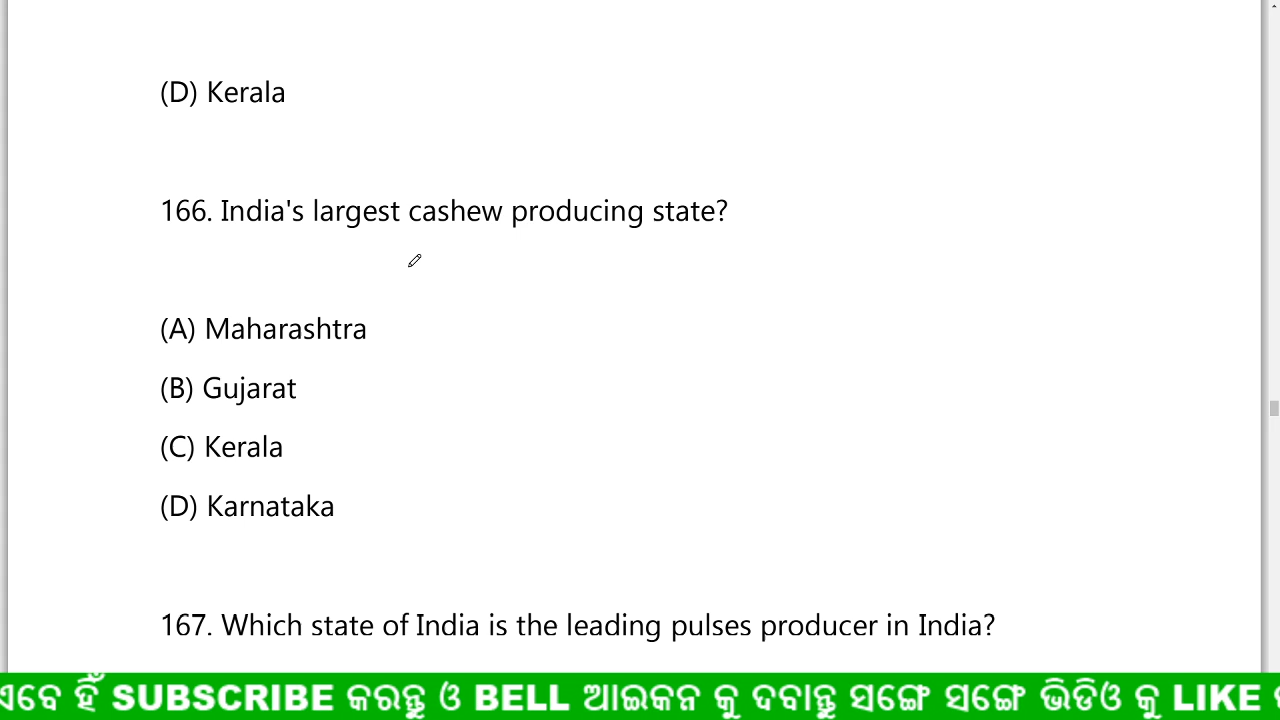 (D) Kerala
166. India's largest cashew producing state?
(A) Maharashtra
(B) Gujarat
(C) Kerala
(D) Karnataka
167. Which state of India is the leading pulses producer in India?
ଏବେ ହିଁ SUBSCRIBE କରନ୍ତୁ ଓ BELL ଆଇକନ କୁ ଦବାନ୍ତୁ ସଙ୍ଗେ ସଙ୍ଗେ ଭିଡିଓ କୁ LIKE